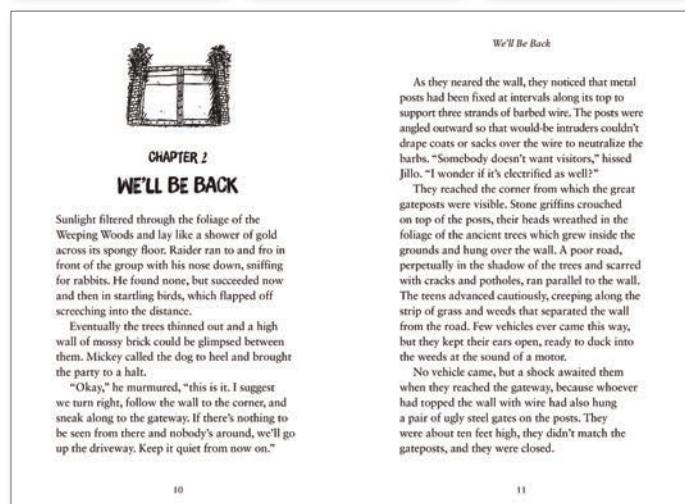 CHAPTER 2
WE'LL BE BACK
Sunlight filtered through the foliage of the
Weeping Woods and lay like a shower of gold
across its spongy floor. Raider ran to and fro in
front of the group with his nose down, sniffing
for rabbits. He found none, but succeeded now
and then in startling birds, which flapped off
screeching into the distance.
Eventually the trees thinned out and a high
wall of mossy brick could be glimpsed between
them. Mickey called the dog to heel and brought
the party to a halt.
"Okay," he murmured, "this is it. I suggest
we turn right, follow the wall to the corner, and
sneak along to the gateway. If there's nothing to
be seen from there and nobody's around, we'll go
up the driveway. Keep it quiet from now on."
10
We'll Be Back
As they neared the wall, they noticed that metal
posts had been fixed at intervals along its top to
support three strands of barbed wire. The posts were
angled outward so that would-be intruders couldn't
drape coats or sacks over the wire to neutralize the
barbs. "Somebody doesn't want visitors," hissed
Jillo. "I wonder if it's electrified as well?"
They reached the corner from which the great
gateposts were visible. Stone griffins crouched
on top of the posts, their heads wreathed in the
foliage of the ancient trees which grew inside the
grounds and hung over the wall. A poor road,
perpetually in the shadow of the trees and scarred
with cracks and potholes, ran parallel to the wall.
The teens advanced cautiously, creeping along the
strip of grass and weeds that separated the wall
from the road. Few vehicles ever came this way,
but they kept their ears open, ready to duck into
the weeds at the sound of a motor.
No vehicle came, but a shock awaited them
when they reached the gateway, because whoever
had topped the wall with wire had also hung
a pair of ugly steel gates on the posts. They
were about ten feet high, they didn't match the
gateposts, and they were closed.
11